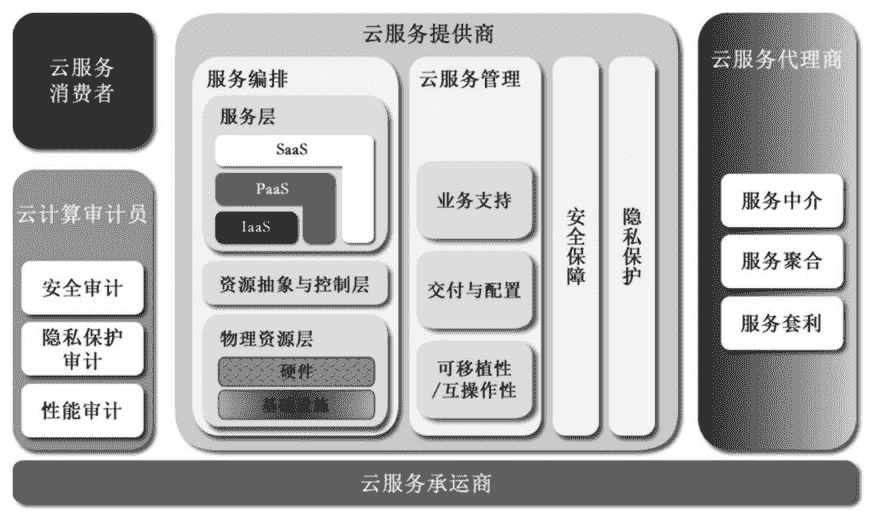 云服务
消费者
云计算审计员
安全审计
隐私保护
审计
性能审计
云服务提供商
服务编排
服务层
SaaS
PaaS
IaaS
资源抽象与控制层
物理资源层
硬件
基础设施
云服务管理
业务支持
交付与配置
可移植性
/互操作性
安全保障
隐私保护
云服务代理商
服务中介
服务聚合
服务套利
云服务承运商